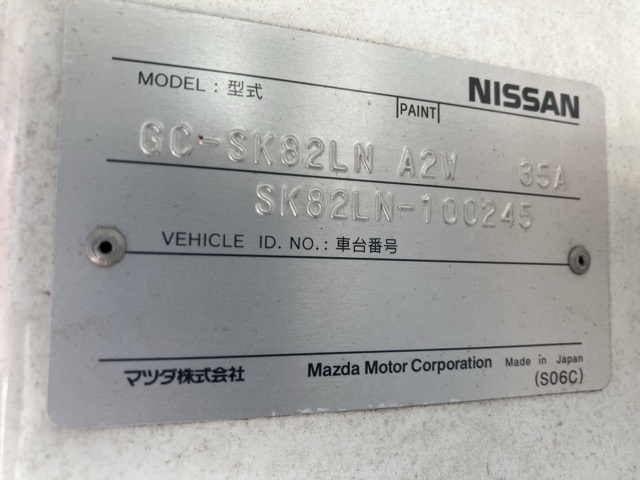 NISSAN
MODEL : 型式
PAINT
GC-SK82LN A2W 35A
SK82LN-100245
VEHICLE ID. NO. : 車台番号
マツダ株式会社 Mazda Motor Corporation Made in Japan
(S06C)